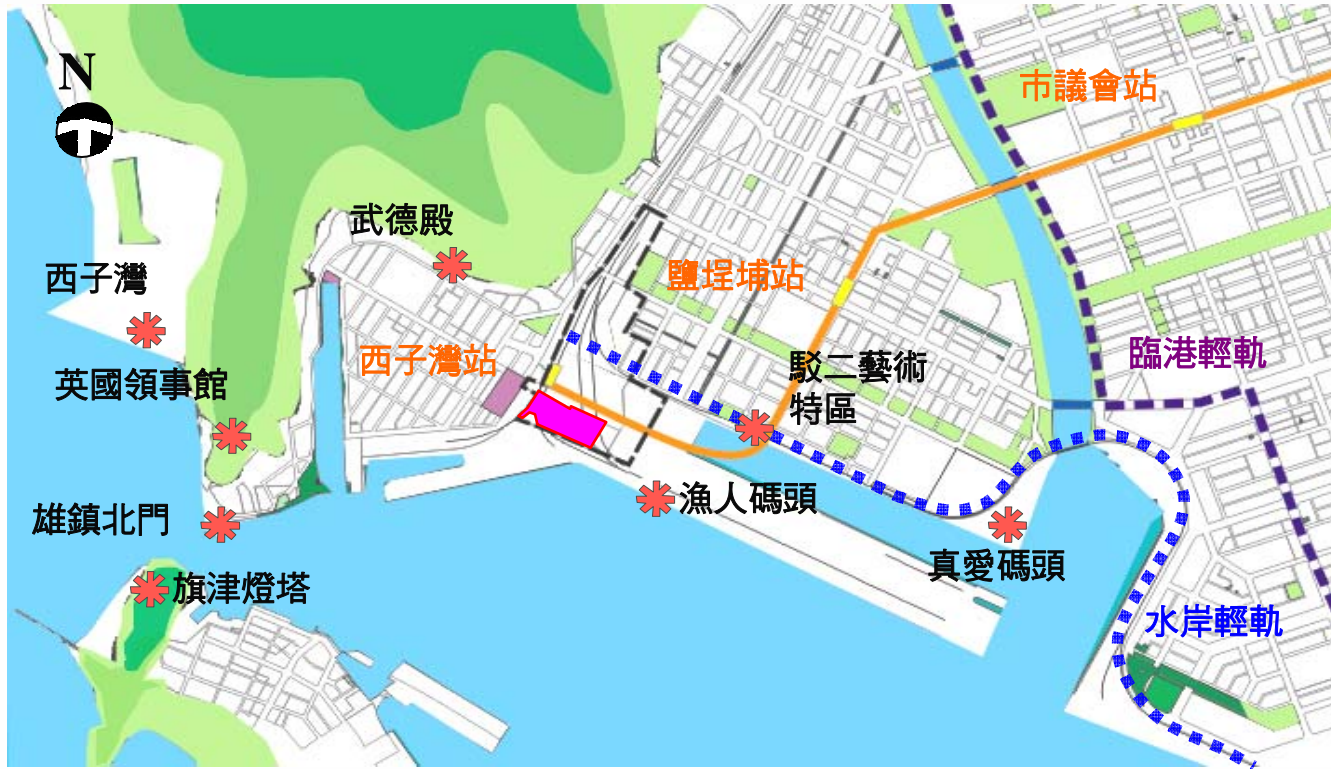 N
市議會站
武德殿
西子灣
鹽埕埔站
西子灣站
英國領事館
駁二藝術
特區
臨港輕軌
雄鎮北門
漁人碼頭
真愛碼頭
旗津燈塔
水岸輕軌